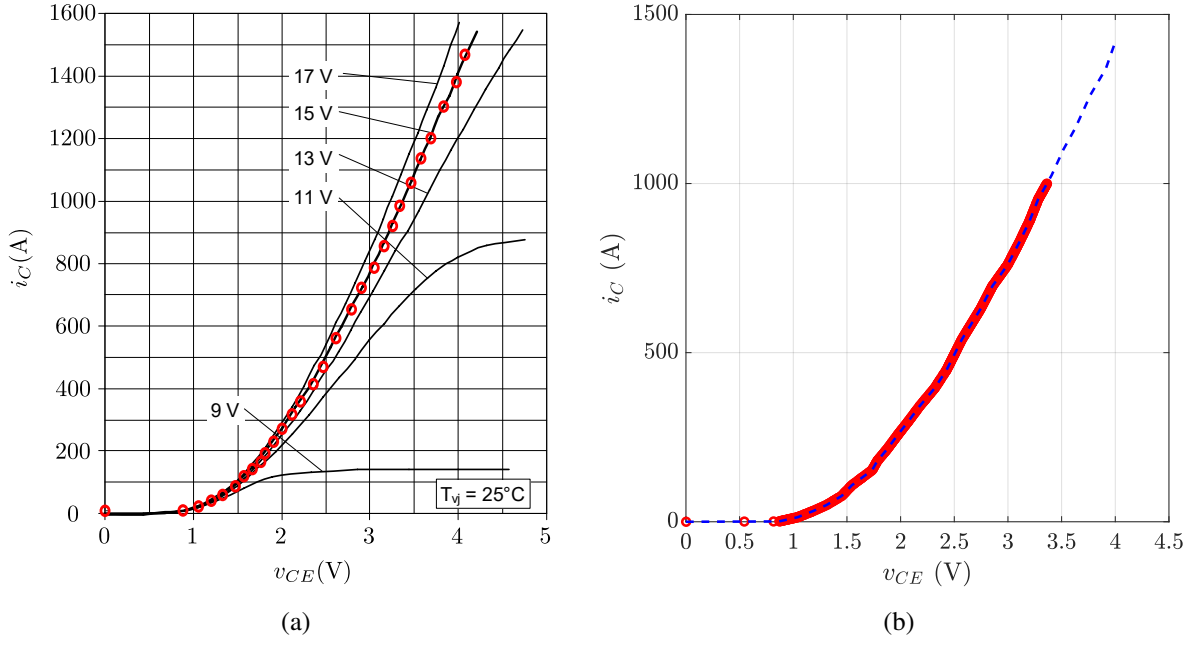 1600
1400
1200
1000
800
600
400
200
0
i_C(A)
17 V
15 V
13 V
11 V
9 V
T_vj = 25°C
0 1 2 3 4 5
v_CE(V)
(a)
1500
1000
500
0
i_C (A)
0 0.5 1 1.5 2 2.5 3 3.5 4 4.5
v_CE (V)
(b)